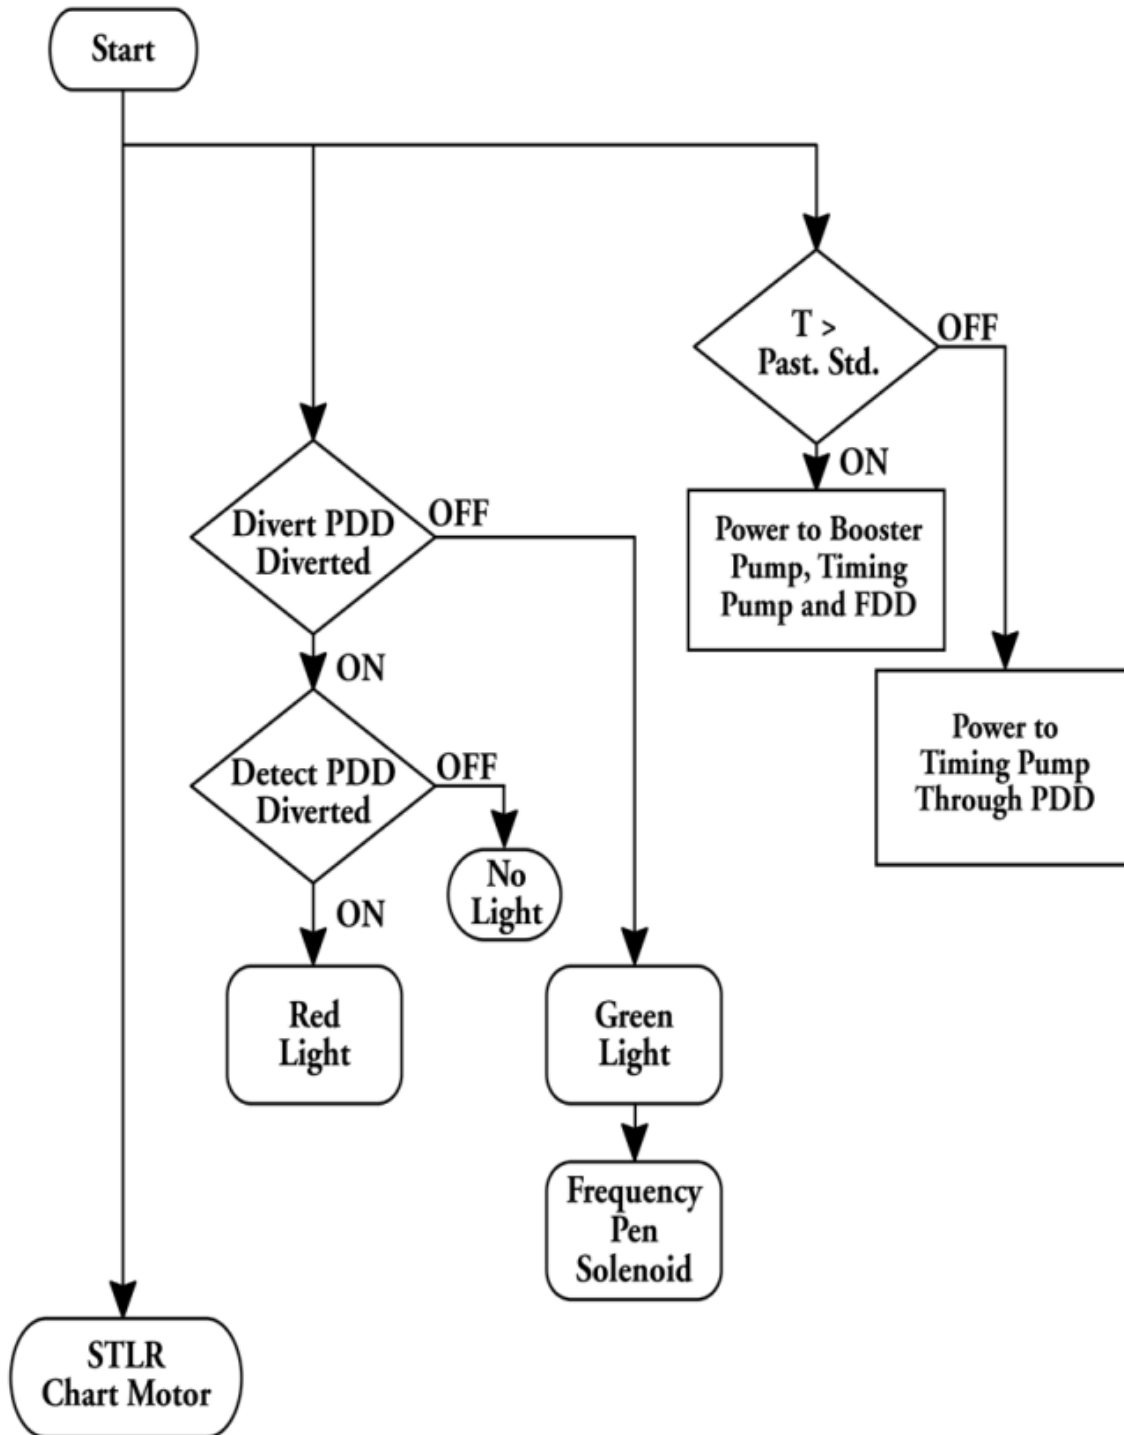 Start
T >
Past. Std.
OFF
ON
Power to Booster
Pump, Timing
Pump and FDD
Power to
Timing Pump
Through PDD
Divert PDD
Diverted
OFF
ON
Detect PDD
Diverted
OFF
No
Light
ON
Red
Light
Green
Light
Frequency
Pen
Solenoid
STLR
Chart Motor